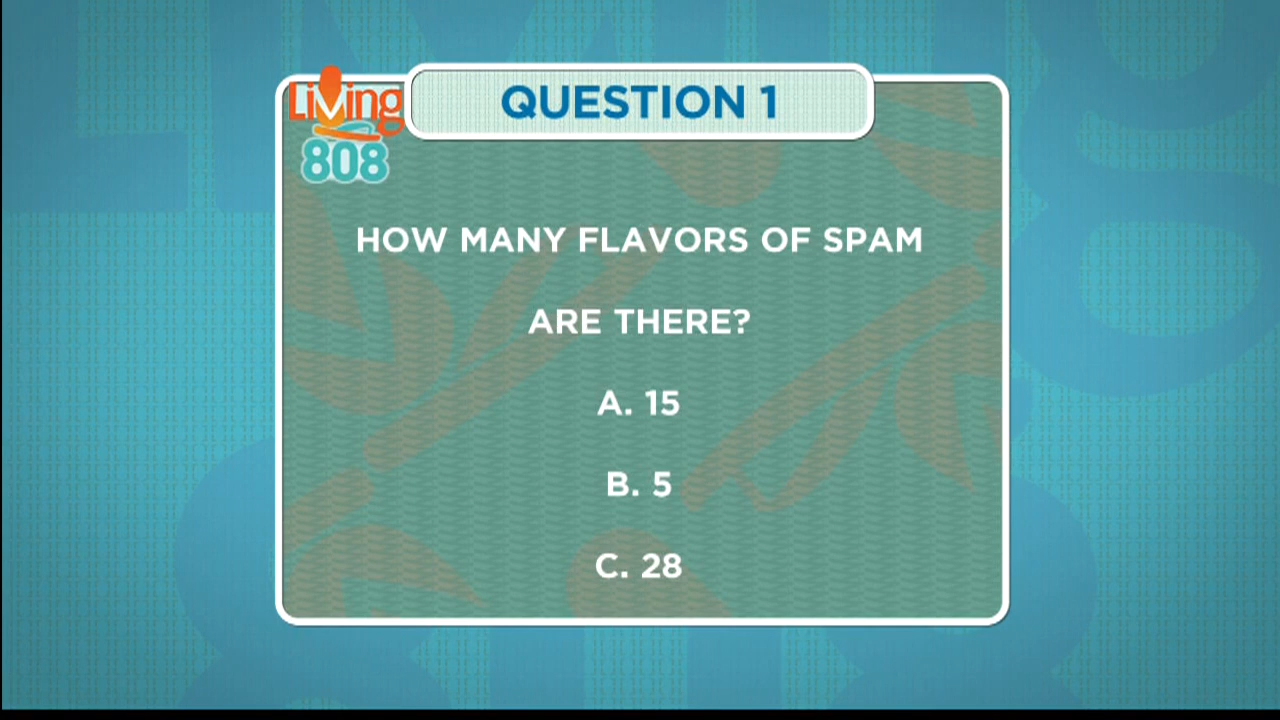 Living
808
QUESTION 1
HOW MANY FLAVORS OF SPAM
ARE THERE?
A. 15
B. 5
C. 28